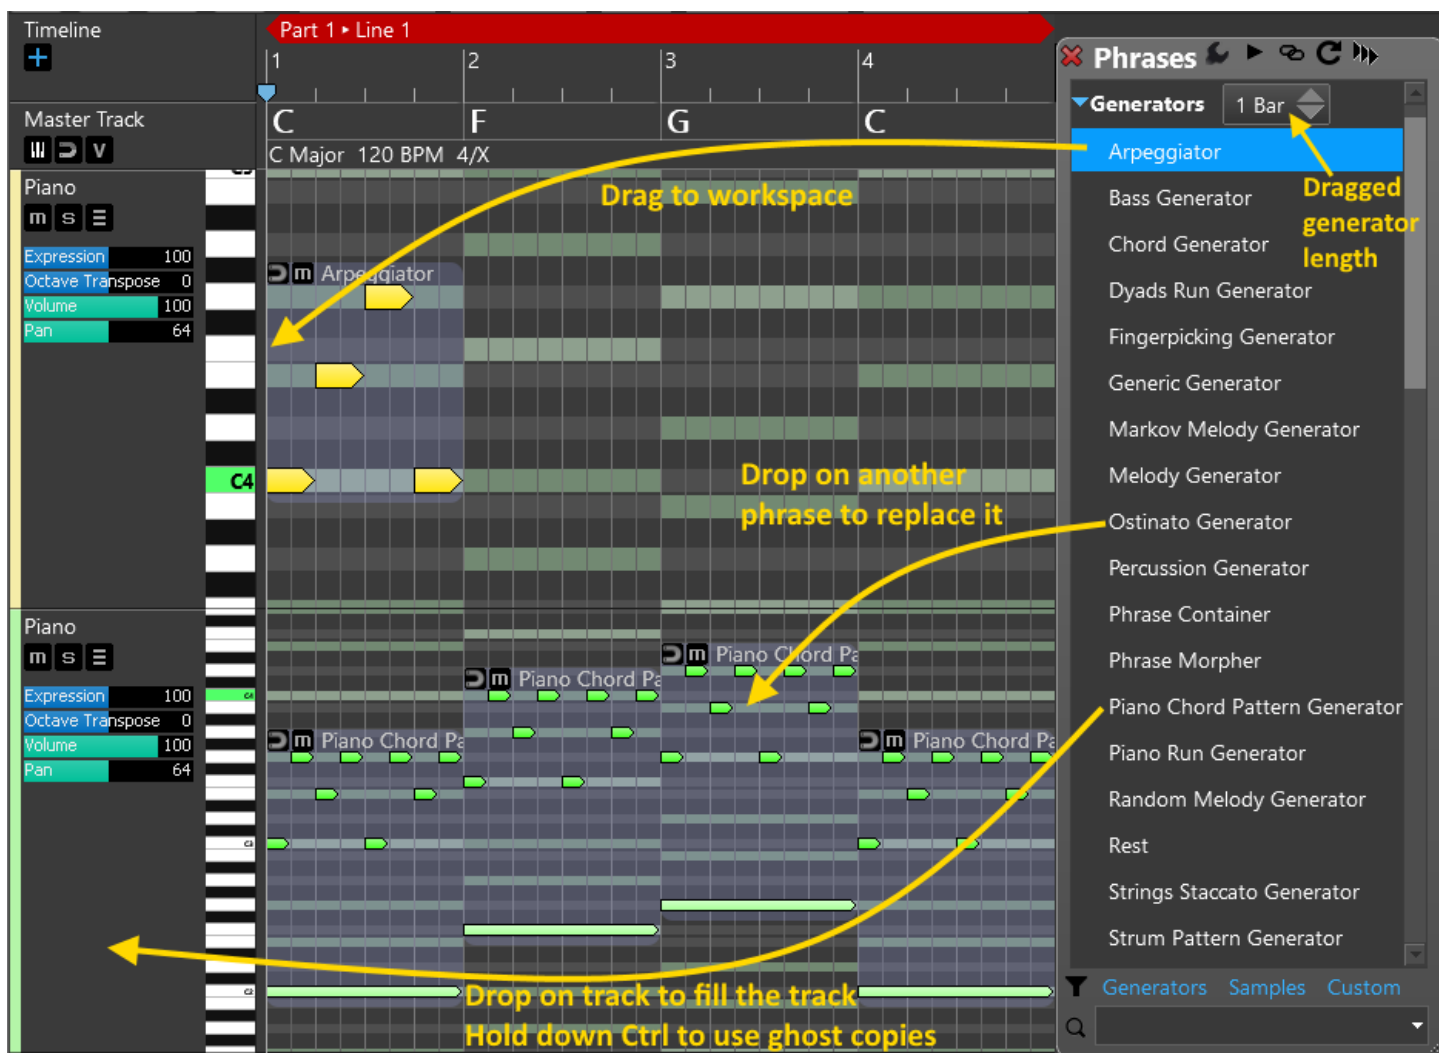 Timeline
Part 1 ▸ Line 1
1
2
3
4
Master Track
C
F
G
C
V
C Major 120 BPM 4/X
Piano
m s
Expression 100
Octave Transpose 0
Volume 100
Pan 64
C5
C4
m Arpeggiator
Drag to workspace
Drop on another
phrase to replace it
Piano
m s
Expression 100
Octave Transpose 0
Volume 100
Pan 64
C4
C3
C2
m Piano Chord Pa
m Piano Chord Pa
m Piano Chord Pa
m Piano Chord Pa
Drop on track to fill the track
Hold down Ctrl to use ghost copies
Phrases
Generators 1 Bar
Dragged
generator
length
Arpeggiator
Bass Generator
Chord Generator
Dyads Run Generator
Fingerpicking Generator
Generic Generator
Markov Melody Generator
Melody Generator
Ostinato Generator
Percussion Generator
Phrase Container
Phrase Morpher
Piano Chord Pattern Generator
Piano Run Generator
Random Melody Generator
Rest
Strings Staccato Generator
Strum Pattern Generator
Generators Samples Custom